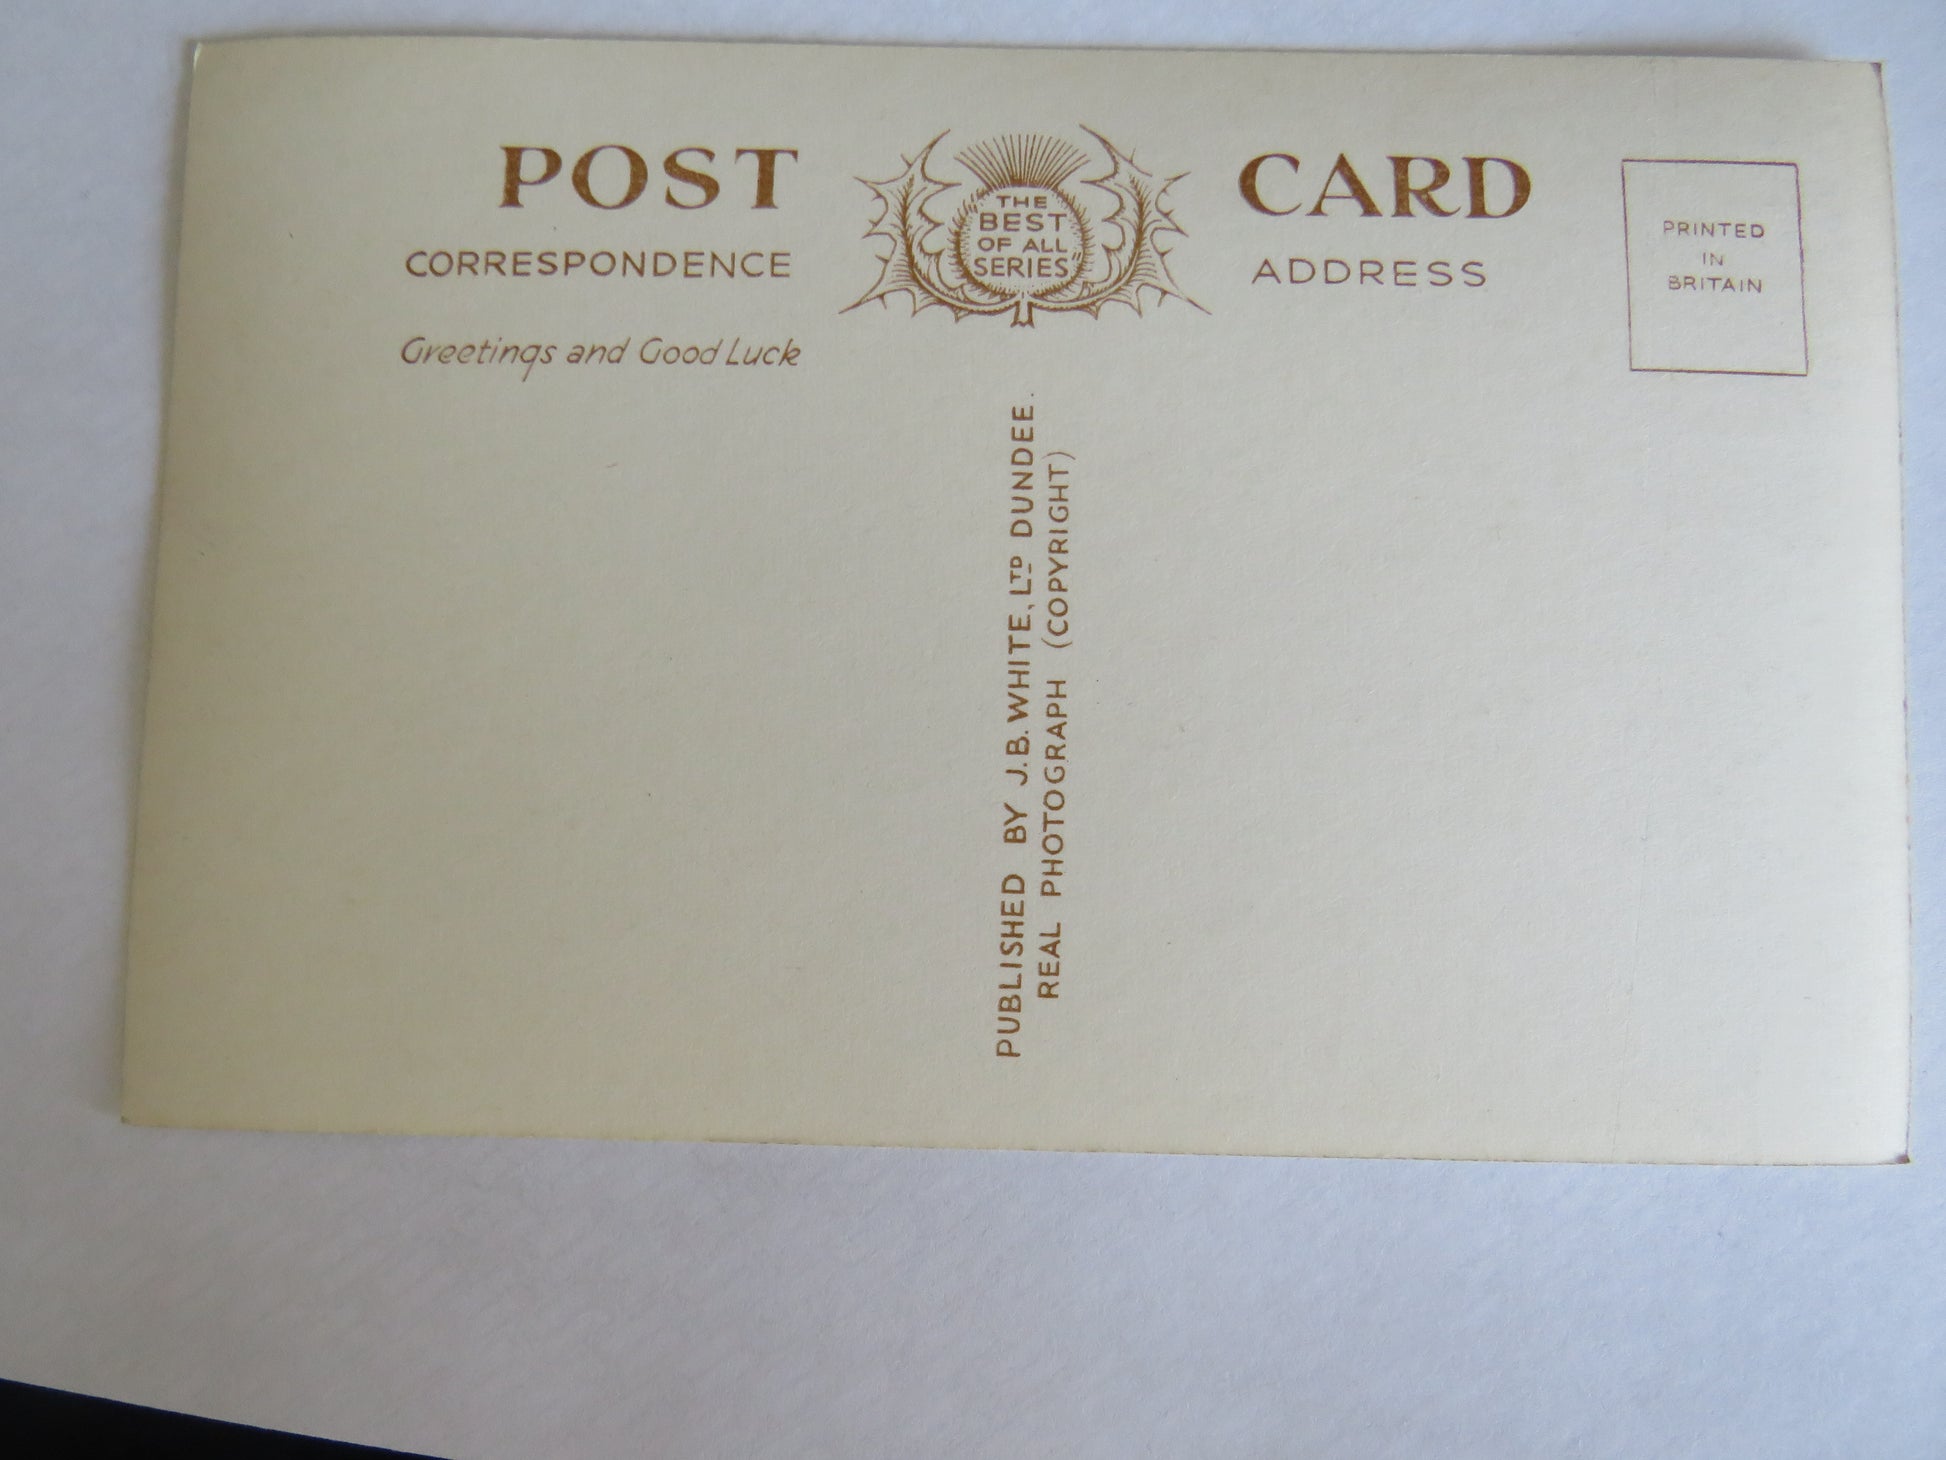 POST CARD
"THE
BEST
OF ALL
SERIES"
CORRESPONDENCE
ADDRESS
PRINTED
IN
BRITAIN
Greetings and Good Luck
PUBLISHED BY J.B. WHITE, LTD DUNDEE.
REAL PHOTOGRAPH (COPYRIGHT)